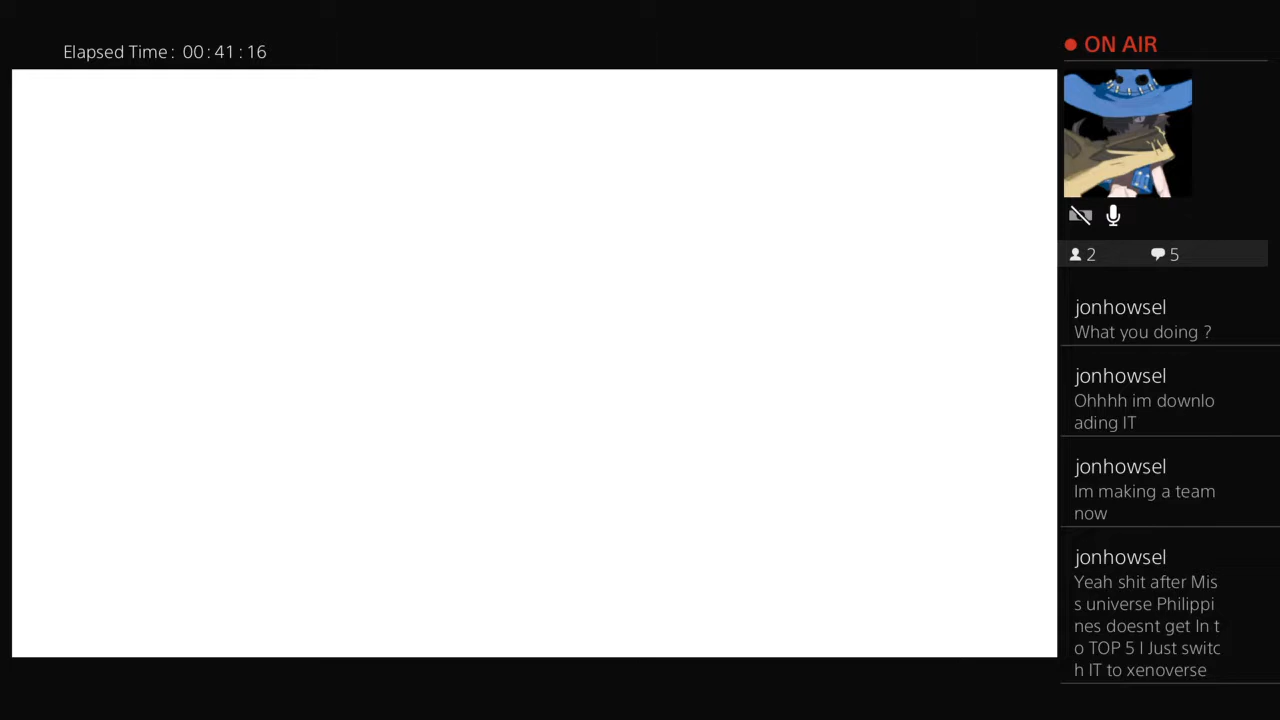 Elapsed Time: 00:41:16
ON AIR
2 5
jonhowsel
What you doing ?
jonhowsel
Ohhhh im downlo
ading IT
jonhowsel
Im making a team
now
jonhowsel
Yeah shit after Mis
s universe Philippi
nes doesnt get In t
o TOP 5 I Just switc
h IT to xenoverse